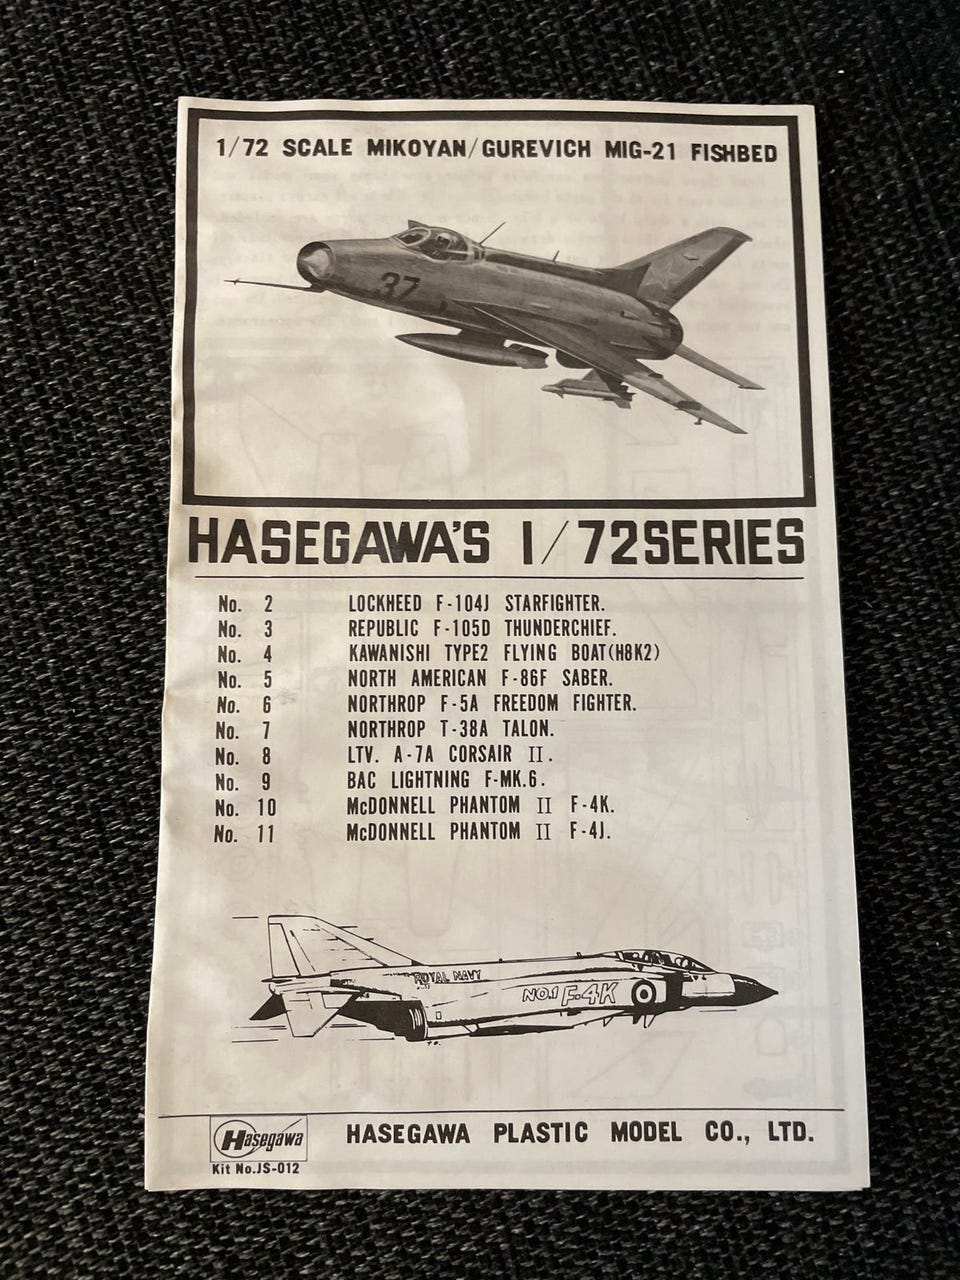 1/72 SCALE MIKOYAN/GUREVICH MIG-21 FISHBED
37
HASEGAWA'S 1/72SERIES
No. 2 LOCKHEED F-104J STARFIGHTER.
No. 3 REPUBLIC F-105D THUNDERCHIEF.
No. 4 KAWANISHI TYPE2 FLYING BOAT(H8K2)
No. 5 NORTH AMERICAN F-86F SABER.
No. 6 NORTHROP F-5A FREEDOM FIGHTER.
No. 7 NORTHROP T-38A TALON.
No. 8 LTV. A-7A CORSAIR II.
No. 9 BAC LIGHTNING F-MK.6.
No. 10 McDONNELL PHANTOM II F-4K.
No. 11 McDONNELL PHANTOM II F-4J.
ROYAL NAVY
NO.1 F-4K
Hasegawa
Kit No.JS-012
HASEGAWA PLASTIC MODEL CO., LTD.